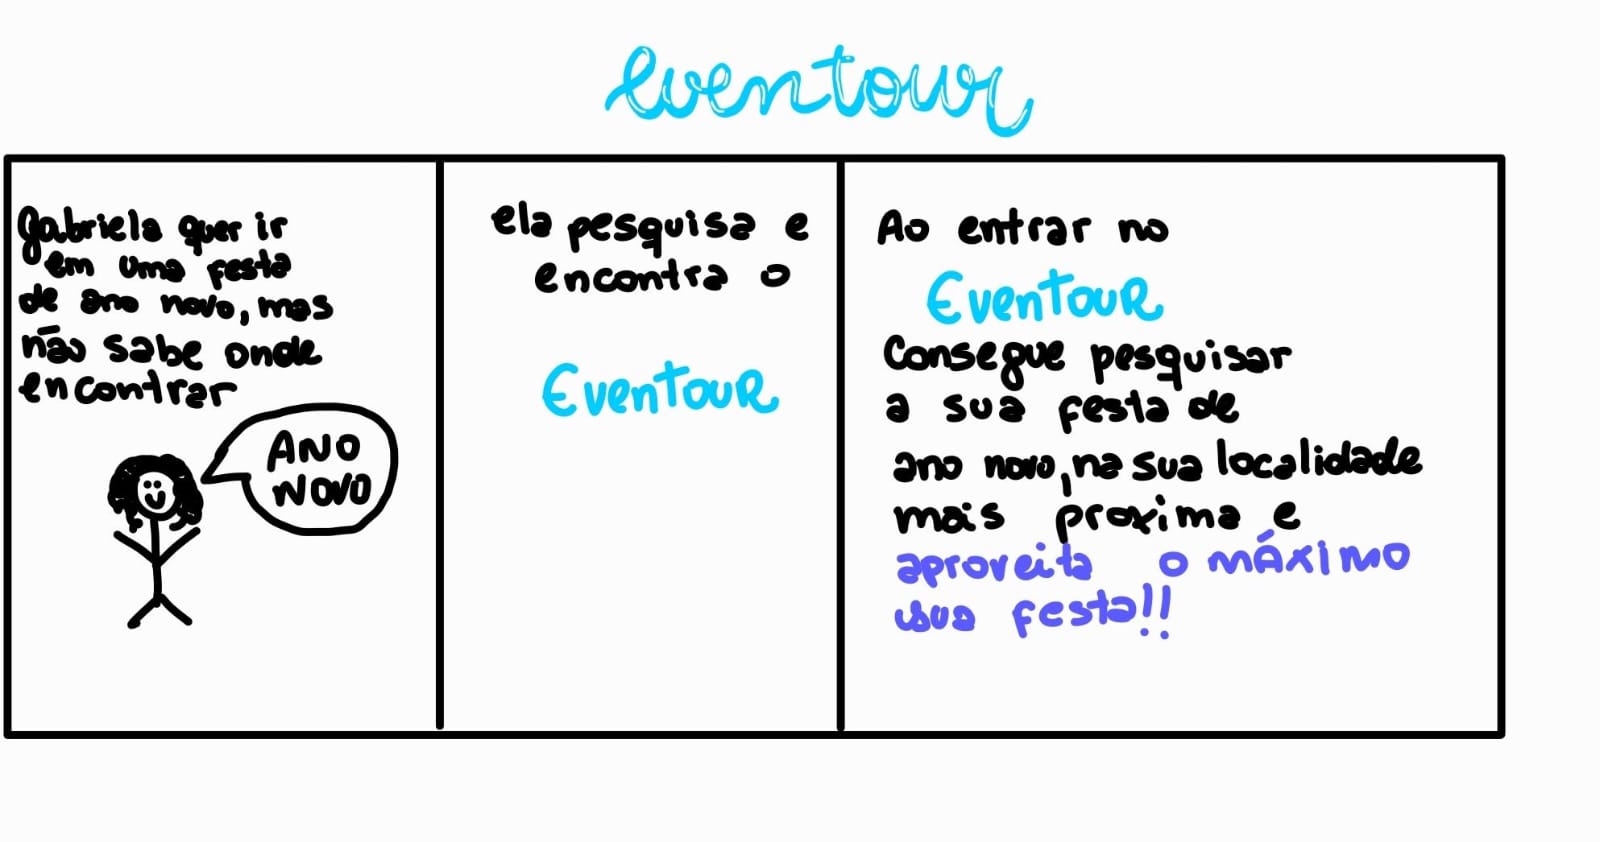 eventour
Gabriela quer ir
em uma festa
de ano novo, mas
não sabe onde
encontrar
ANO
NOVO
ela pesquisa e
encontra o
EvenTouR
Ao entrar no
EvenTouR
Consegue pesquisar
a sua festa de
ano novo, na sua localidade
mais proxima e
aproveita o MÁXIMO
sua festa!!